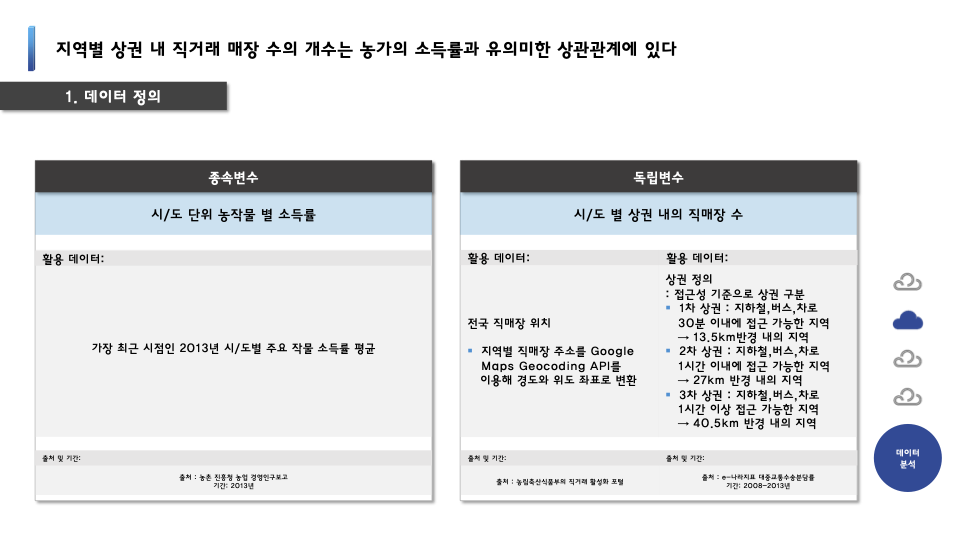 지역별 상권 내 직거래 매장 수의 개수는 농가의 소득률과 유의미한 상관관계에 있다
1. 데이터 정의
종속변수
시/도 단위 농작물 별 소득률
활용 데이터:
가장 최근 시점인 2013년 시/도별 주요 작물 소득률 평균
출처 및 기간:
출처 : 농촌 진흥청 농업 경영연구보고
기간: 2013년
독립변수
시/도 별 상권 내의 직매장 수
활용 데이터:
전국 직매장 위치
▪ 지역별 직매장 주소를 Google
Maps Geocoding API를
이용해 경도와 위도 좌표로 변환
출처 및 기간:
출처 : 농림축산식품부의 직거래 활성화 포털
활용 데이터:
상권 정의
: 접근성 기준으로 상권 구분
▪ 1차 상권 : 지하철,버스,차로
30분 이내에 접근 가능한 지역
→ 13.5km반경 내의 지역
▪ 2차 상권 : 지하철,버스,차로
1시간 이내에 접근 가능한 지역
→ 27km 반경 내의 지역
▪ 3차 상권 : 지하철,버스,차로
1시간 이상 접근 가능한 지역
→ 40.5km 반경 내의 지역
출처 및 기간:
출처 : e-나라지표 대중교통수송분담률
기간: 2008-2013년
데이터
분석